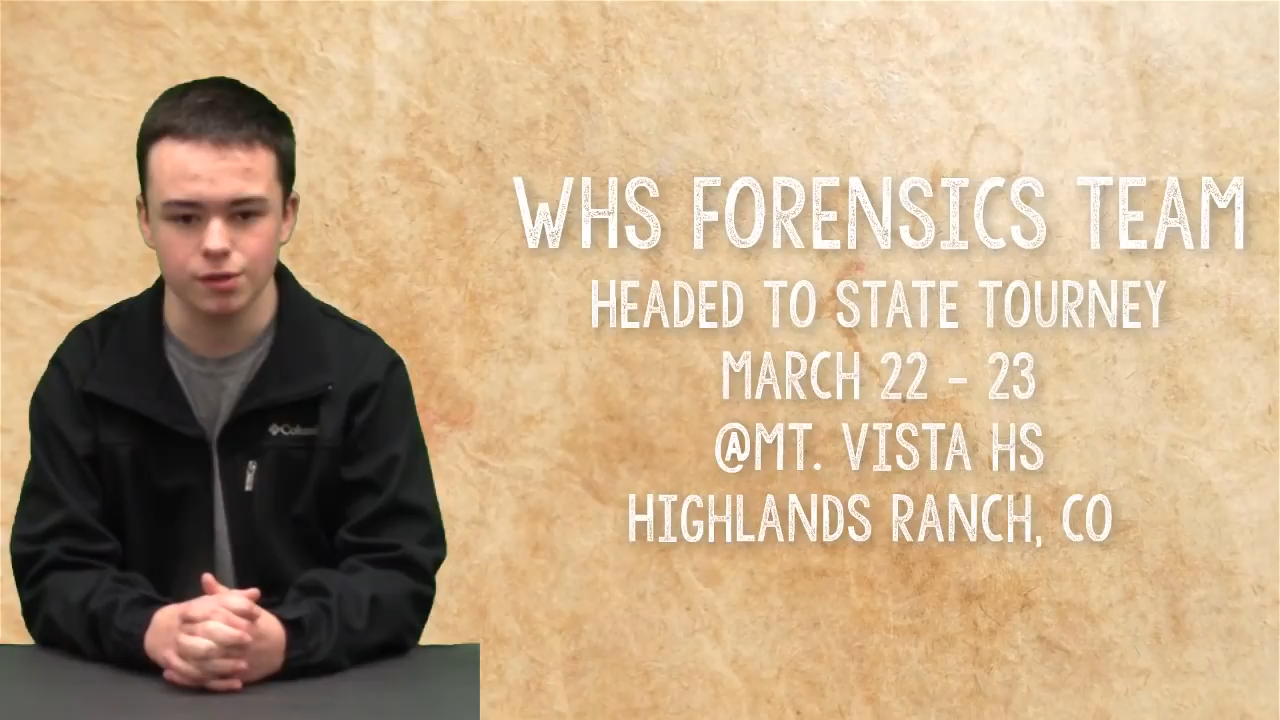 WHS FORENSICS TEAM
HEADED TO STATE TOURNEY
MARCH 22 - 23
@MT. VISTA HS
HIGHLANDS RANCH, CO